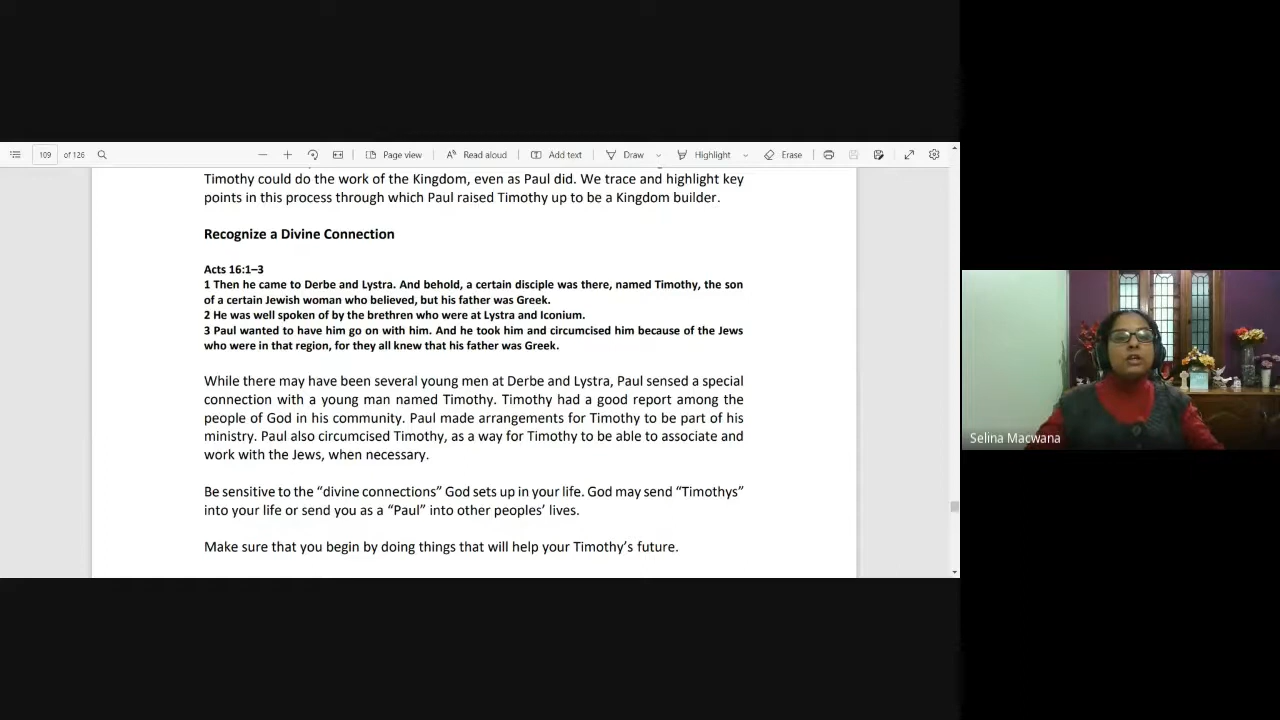 109 of 126 Page view Read aloud Add text Draw Highlight Erase
Timothy could do the work of the Kingdom, even as Paul did. We trace and highlight key
points in this process through which Paul raised Timothy up to be a Kingdom builder.
Recognize a Divine Connection
Acts 16:1–3
1 Then he came to Derbe and Lystra. And behold, a certain disciple was there, named Timothy, the son
of a certain Jewish woman who believed, but his father was Greek.
2 He was well spoken of by the brethren who were at Lystra and Iconium.
3 Paul wanted to have him go on with him. And he took him and circumcised him because of the Jews
who were in that region, for they all knew that his father was Greek.
While there may have been several young men at Derbe and Lystra, Paul sensed a special
connection with a young man named Timothy. Timothy had a good report among the
people of God in his community. Paul made arrangements for Timothy to be part of his
ministry. Paul also circumcised Timothy, as a way for Timothy to be able to associate and
work with the Jews, when necessary.
Be sensitive to the “divine connections” God sets up in your life. God may send “Timothys”
into your life or send you as a “Paul” into other peoples’ lives.
Make sure that you begin by doing things that will help your Timothy’s future.
Selina Macwana